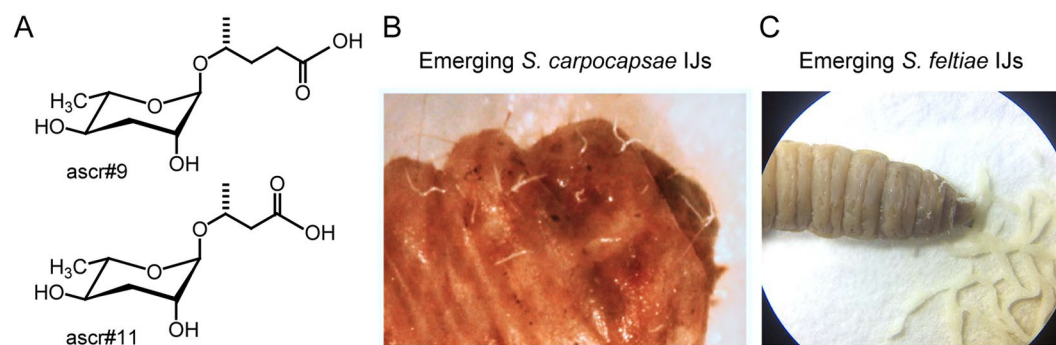 A
OH
O
O
H₃C
O
HO
OH
ascr#9
O
O
OH
H₃C
O
HO
OH
ascr#11
B
Emerging S. carpocapsae IJs
C
Emerging S. feltiae IJs